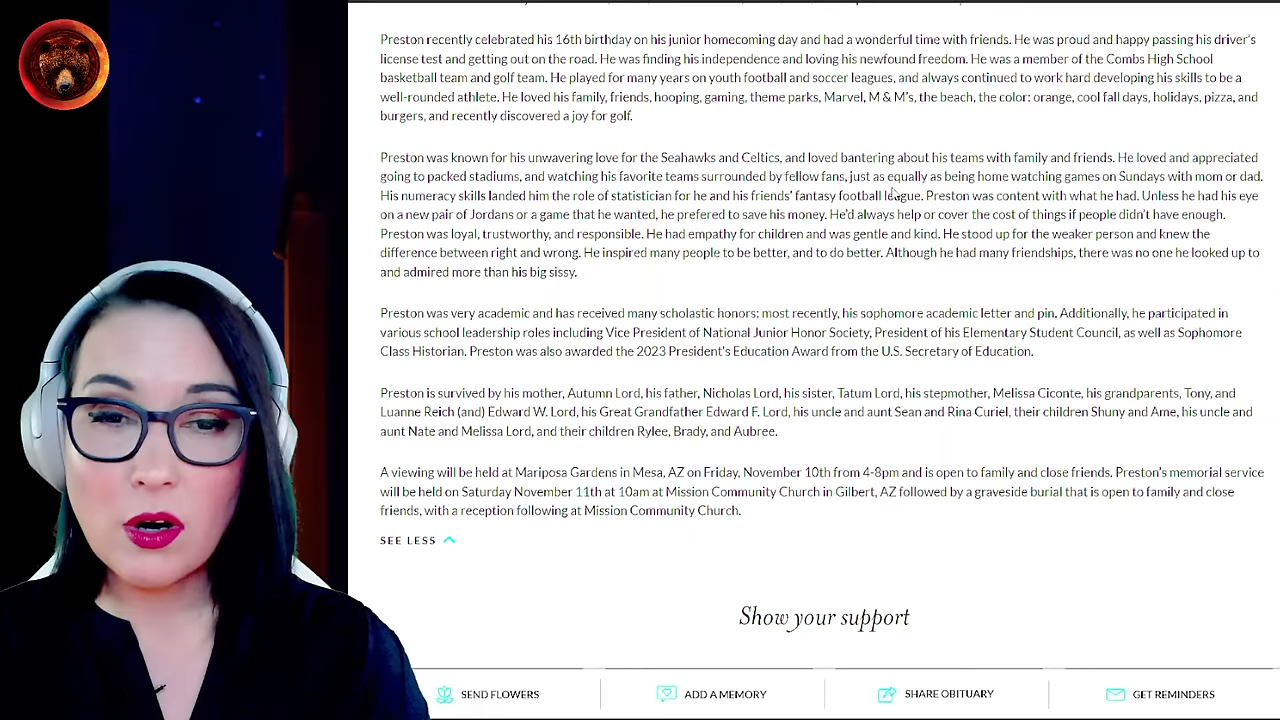 Preston recently celebrated his 16th birthday on his junior homecoming day and had a wonderful time with friends. He was proud and happy passing his driver's
license test and getting out on the road. He was finding his independence and loving his newfound freedom. He was a member of the Combs High School
basketball team and golf team. He played for many years on youth football and soccer leagues, and always continued to work hard developing his skills to be a
well-rounded athlete. He loved his family, friends, hooping, gaming, theme parks, Marvel, M & M's, the beach, the color: orange, cool fall days, holidays, pizza, and
burgers, and recently discovered a joy for golf.
Preston was known for his unwavering love for the Seahawks and Celtics, and loved bantering about his teams with family and friends. He loved and appreciated
going to packed stadiums, and watching his favorite teams surrounded by fellow fans, just as equally as being home watching games on Sundays with mom or dad.
His numeracy skills landed him the role of statistician for he and his friends' fantasy football league. Preston was content with what he had. Unless he had his eye
on a new pair of Jordans or a game that he wanted, he prefered to save his money. He'd always help or cover the cost of things if people didn't have enough.
Preston was loyal, trustworthy, and responsible. He had empathy for children and was gentle and kind. He stood up for the weaker person and knew the
difference between right and wrong. He inspired many people to be better, and to do better. Although he had many friendships, there was no one he looked up to
and admired more than his big sissy.
Preston was very academic and has received many scholastic honors: most recently, his sophomore academic letter and pin. Additionally, he participated in
various school leadership roles including Vice President of National Junior Honor Society, President of his Elementary Student Council, as well as Sophomore
Class Historian. Preston was also awarded the 2023 President's Education Award from the U.S. Secretary of Education.
Preston is survived by his mother, Autumn Lord, his father, Nicholas Lord, his sister, Tatum Lord, his stepmother, Melissa Ciconte, his grandparents, Tony, and
Luanne Reich (and) Edward W. Lord, his Great Grandfather Edward F. Lord, his uncle and aunt Sean and Rina Curiel, their children Shuny and Ame, his uncle and
aunt Nate and Melissa Lord, and their children Rylee, Brady, and Aubree.
A viewing will be held at Mariposa Gardens in Mesa, AZ on Friday, November 10th from 4-8pm and is open to family and close friends. Preston's memorial service
will be held on Saturday November 11th at 10am at Mission Community Church in Gilbert, AZ followed by a graveside burial that is open to family and close
friends, with a reception following at Mission Community Church.
SEE LESS
Show your support
SEND FLOWERS
ADD A MEMORY
SHARE OBITUARY
GET REMINDERS